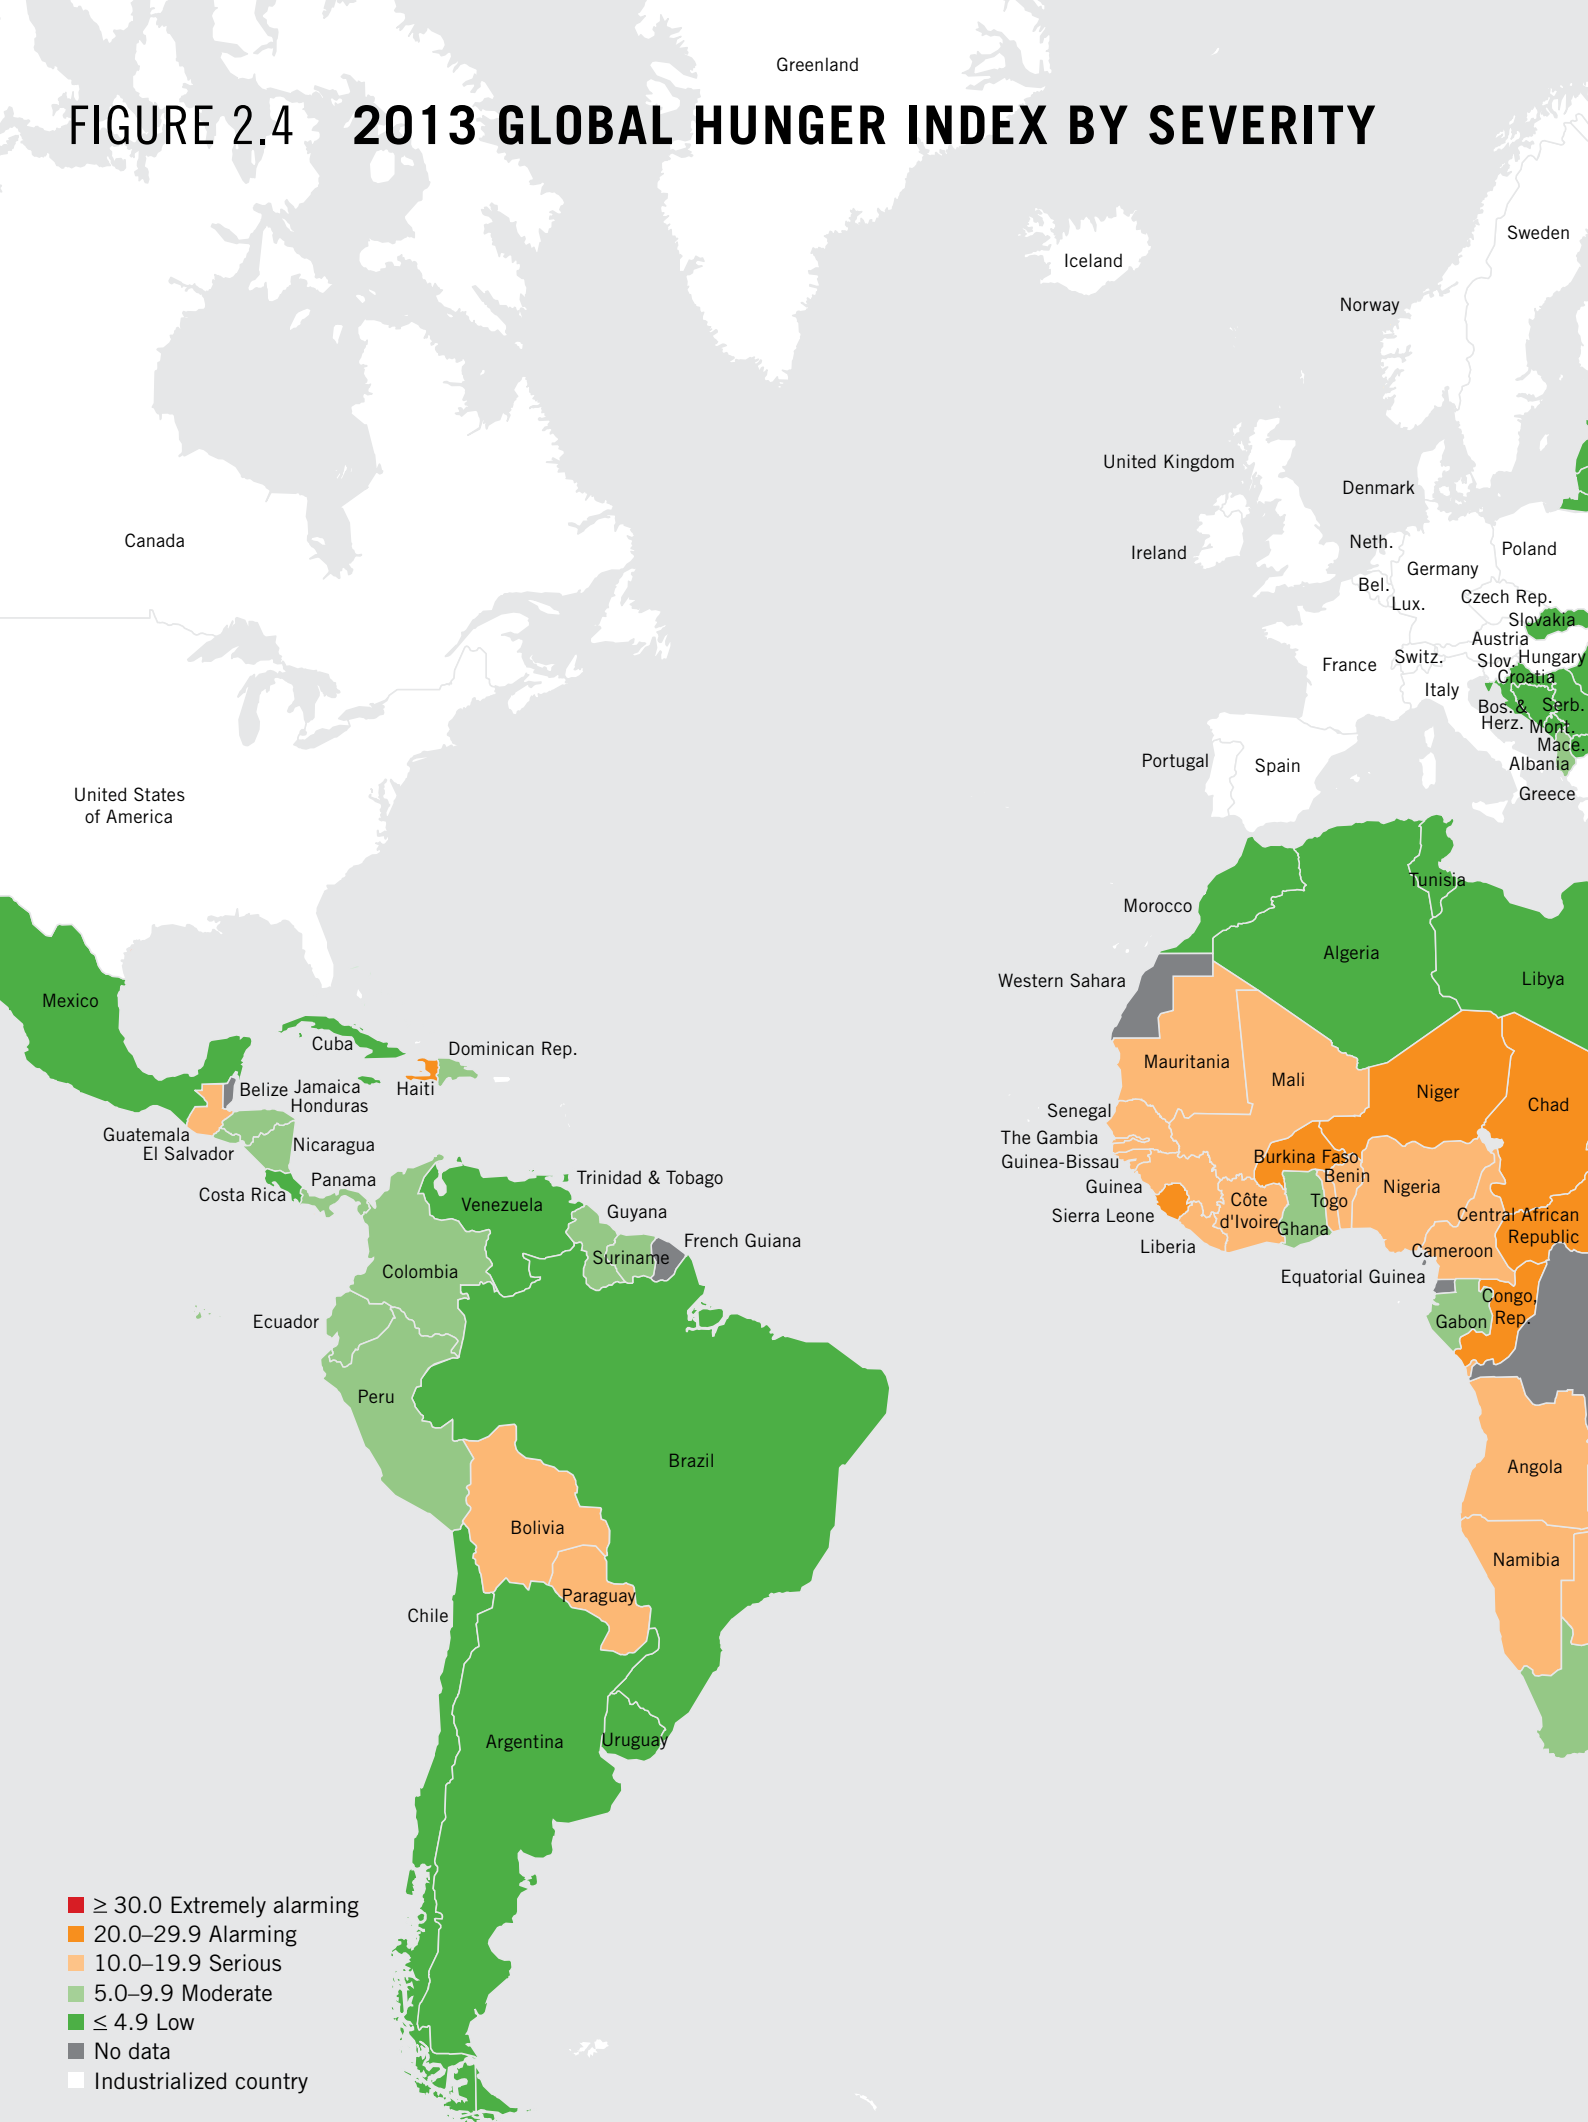 Greenland
FIGURE 2.4 2013 GLOBAL HUNGER INDEX BY SEVERITY
Sweden
Iceland
Norway
United Kingdom
Denmark
Canada
Neth.
Poland
Ireland
Germany
Bel.
Czech Rep.
Lux.
Slovakia
Austria
Switz.
Slov.
Hungary
France
Croatia
Italy
Bos.&
Herz.
Serb.
Mont.
Mace.
Portugal
Spain
Albania
Greece
United States
of America
Tunisia
Morocco
Algeria
Libya
Western Sahara
Mexico
Cuba
Dominican Rep.
Mauritania
Mali
Niger
Chad
Belize
Jamaica
Haiti
Honduras
Senegal
Guatemala
El Salvador
Nicaragua
The Gambia
Guinea-Bissau
Burkina Faso
Benin
Panama
Costa Rica
Trinidad & Tobago
Venezuela
Guinea
Togo
Nigeria
Côte
d'Ivoire
Guyana
Sierra Leone
Ghana
Central African
Republic
French Guiana
Liberia
Cameroon
Suriname
Colombia
Equatorial Guinea
Congo,
Rep.
Ecuador
Gabon
Peru
Brazil
Angola
Bolivia
Namibia
Paraguay
Chile
Argentina
Uruguay
≥ 30.0 Extremely alarming
20.0–29.9 Alarming
10.0–19.9 Serious
5.0–9.9 Moderate
≤ 4.9 Low
No data
Industrialized country